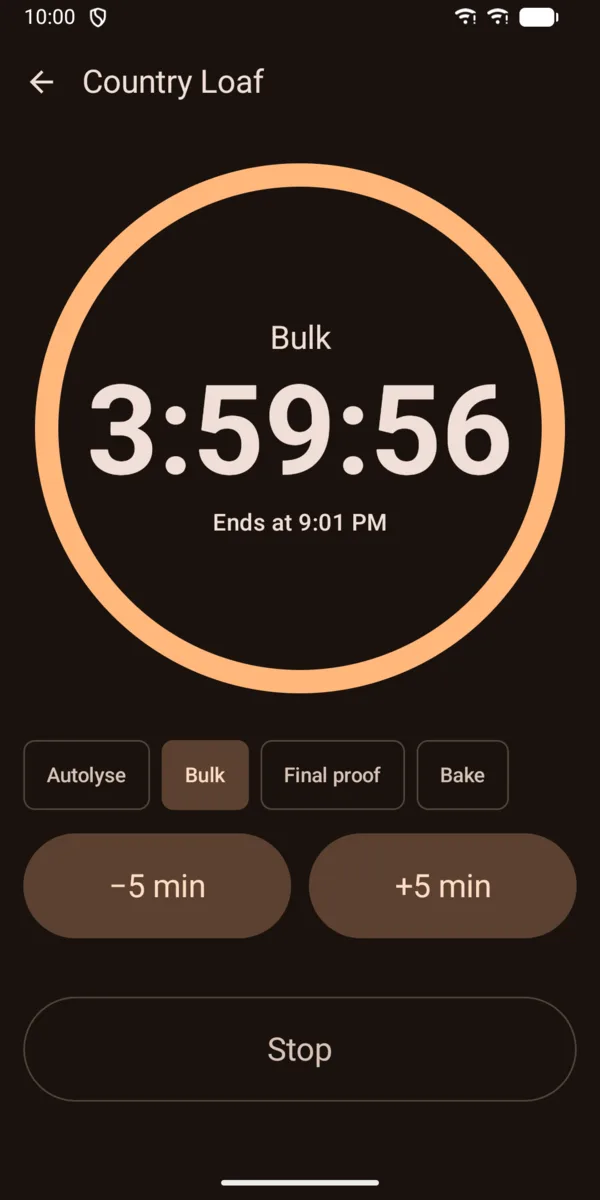 10:00
Country Loaf
Bulk
3:59:56
Ends at 9:01 PM
Autolyse Bulk Final proof Bake
−5 min +5 min
Stop